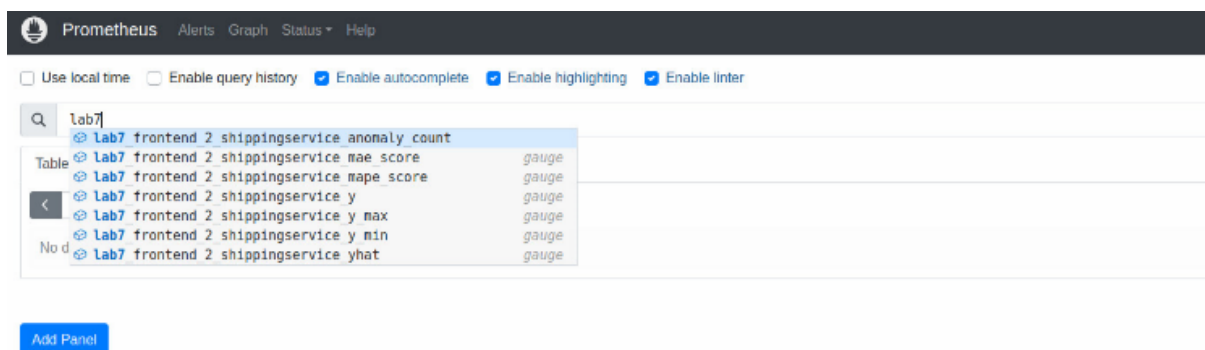 Prometheus Alerts Graph Status Help
Use local time Enable query history Enable autocomplete Enable highlighting Enable linter
lab7
lab7_frontend_2_shippingservice_anomaly_count
lab7_frontend_2_shippingservice_mae_score gauge
Table
lab7_frontend_2_shippingservice_mape_score gauge
lab7_frontend_2_shippingservice_y gauge
lab7_frontend_2_shippingservice_y_max gauge
lab7_frontend_2_shippingservice_y_min gauge
No d
lab7_frontend_2_shippingservice_yhat gauge
Add Panel